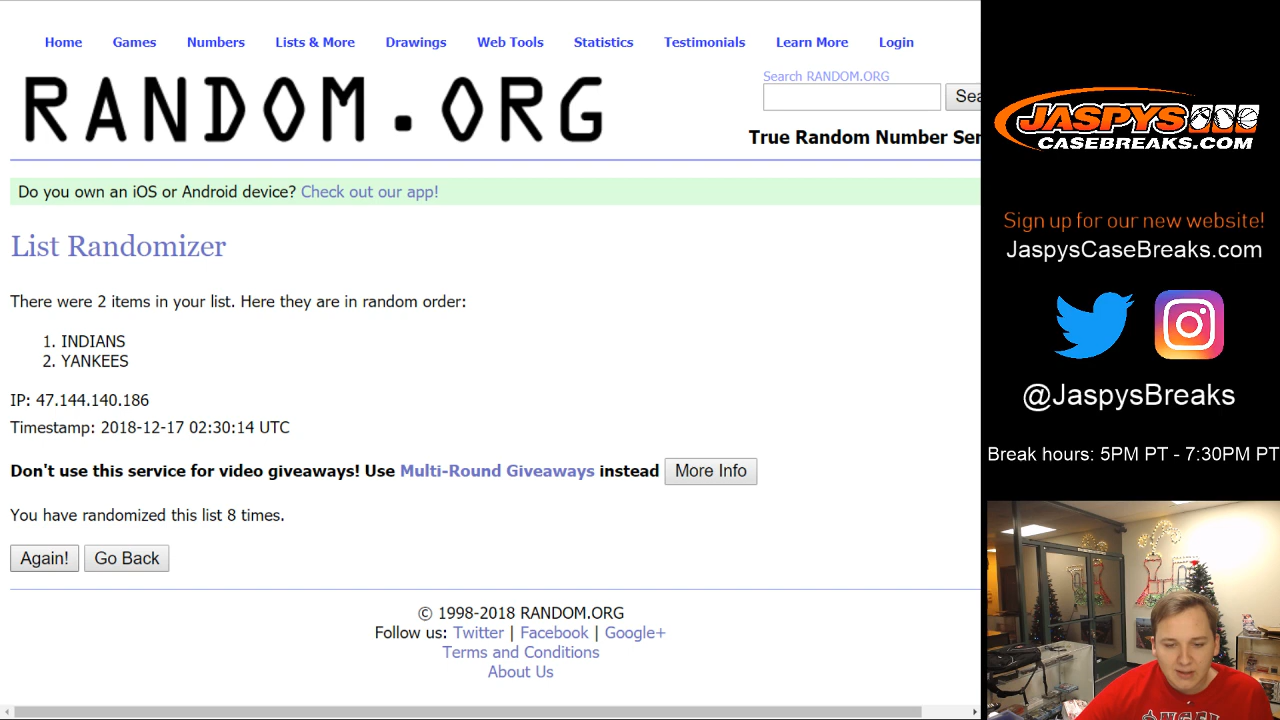 Home Games Numbers Lists & More Drawings Web Tools Statistics Testimonials Learn More Login
RANDOM.ORG
Search RANDOM.ORG
True Random Number Ser
Do you own an iOS or Android device? Check out our app!
List Randomizer
There were 2 items in your list. Here they are in random order:
1. INDIANS
2. YANKEES
IP: 47.144.140.186
Timestamp: 2018-12-17 02:30:14 UTC
Don't use this service for video giveaways! Use Multi-Round Giveaways instead More Info
You have randomized this list 8 times.
Again! Go Back
© 1998-2018 RANDOM.ORG
Follow us: Twitter | Facebook | Google+
Terms and Conditions
About Us
JASPYS
CASEBREAKS.COM
Sign up for our new website!
JaspysCaseBreaks.com
@JaspysBreaks
Break hours: 5PM PT - 7:30PM PT